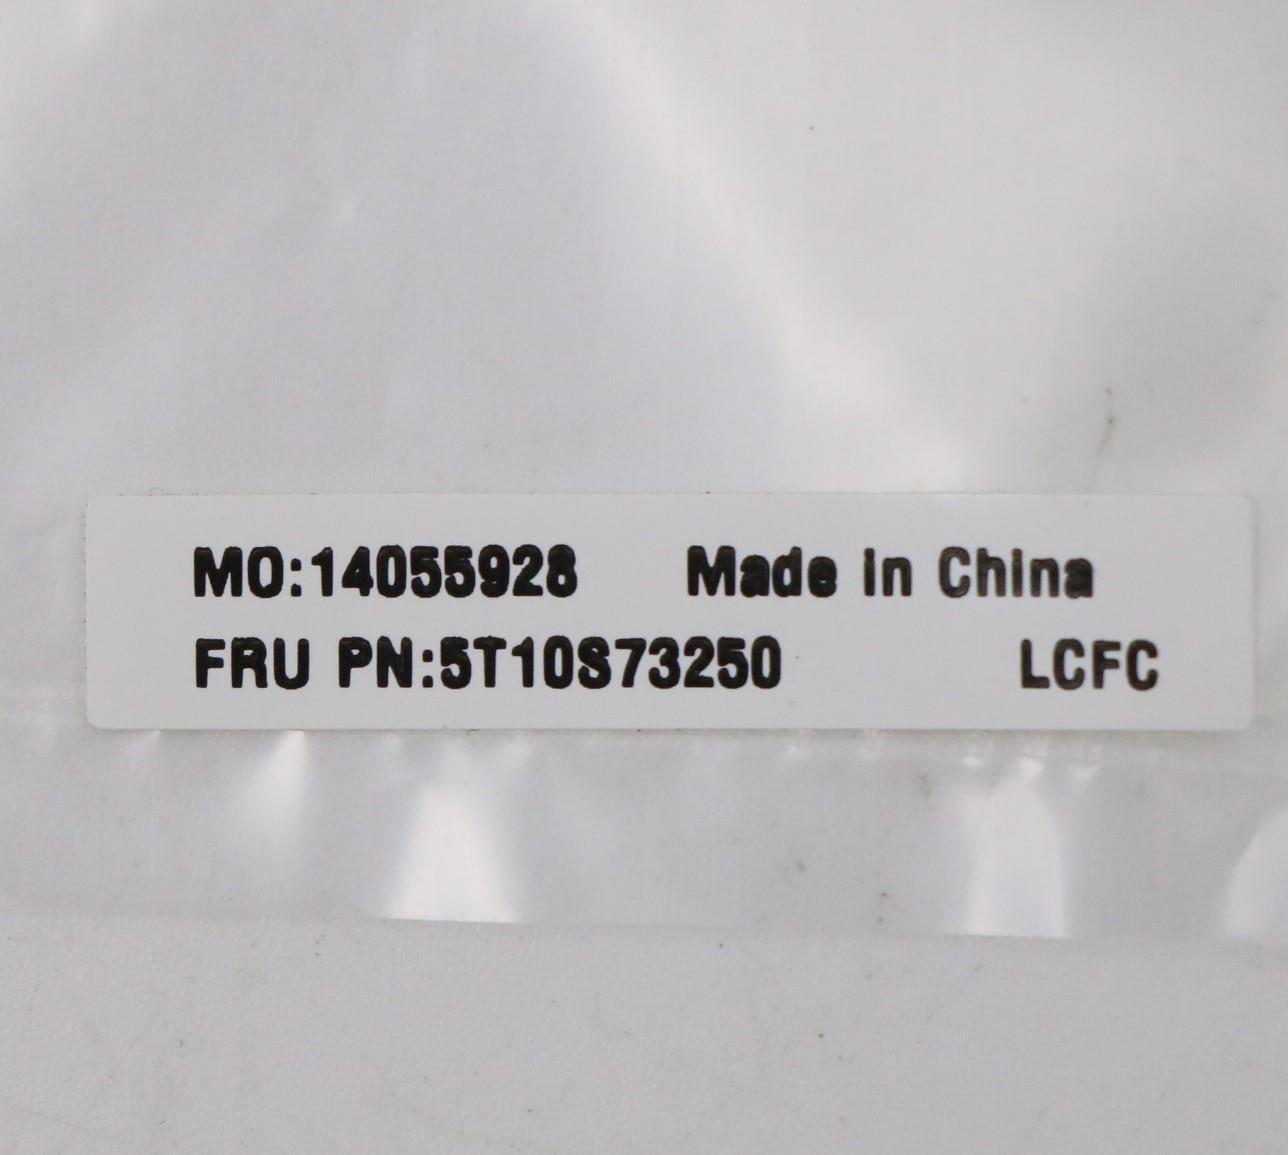 MO:14055928 Made in China
FRU PN:5T10S73250 LCFC